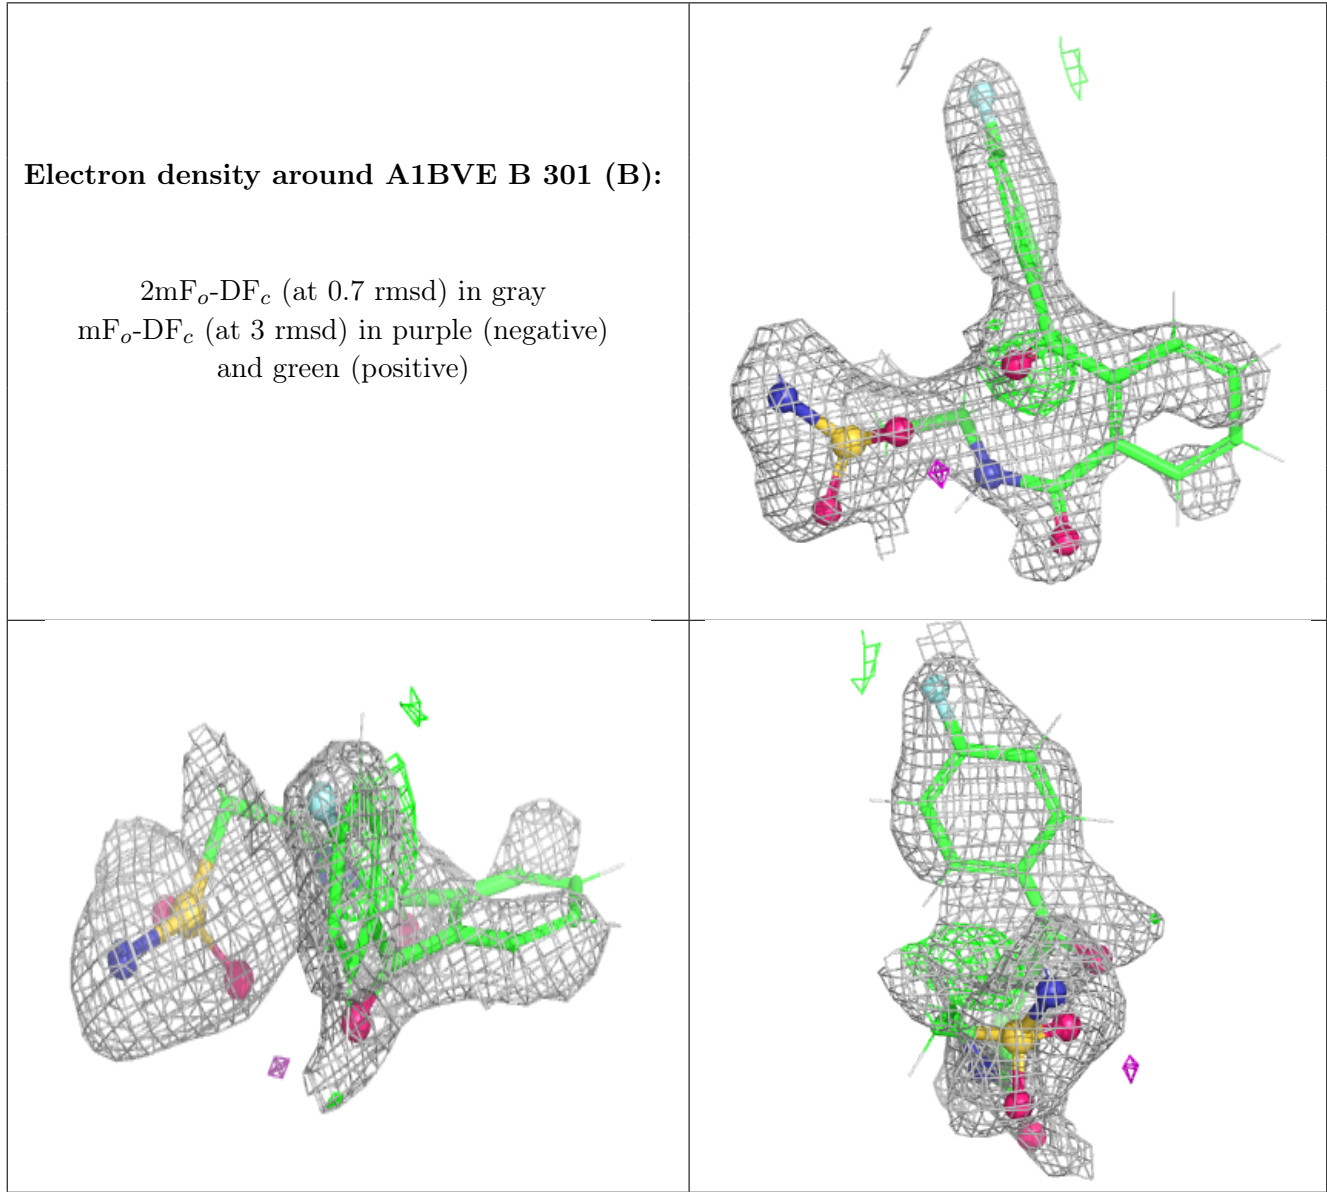 Electron density around A1BVE B 301 (B):
2mFo-DFc (at 0.7 rmsd) in gray
mFo-DFc (at 3 rmsd) in purple (negative)
and green (positive)